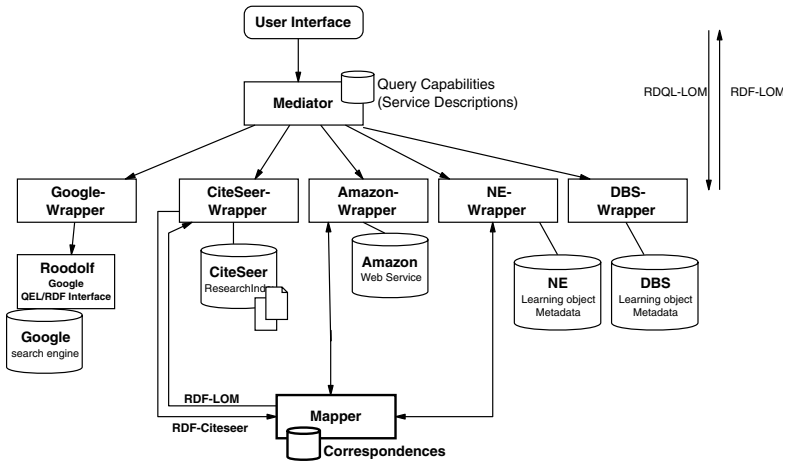 User Interface
Mediator
Query Capabilities
(Service Descriptions)
RDQL-LOM
RDF-LOM
Google-
Wrapper
CiteSeer-
Wrapper
Amazon-
Wrapper
NE-
Wrapper
DBS-
Wrapper
Roodolf
Google
QEL/RDF Interface
Google
search engine
CiteSeer
ResearchInd
Amazon
Web Service
NE
Learning object
Metadata
DBS
Learning object
Metadata
RDF-LOM
RDF-Citeseer
Mapper
Correspondences